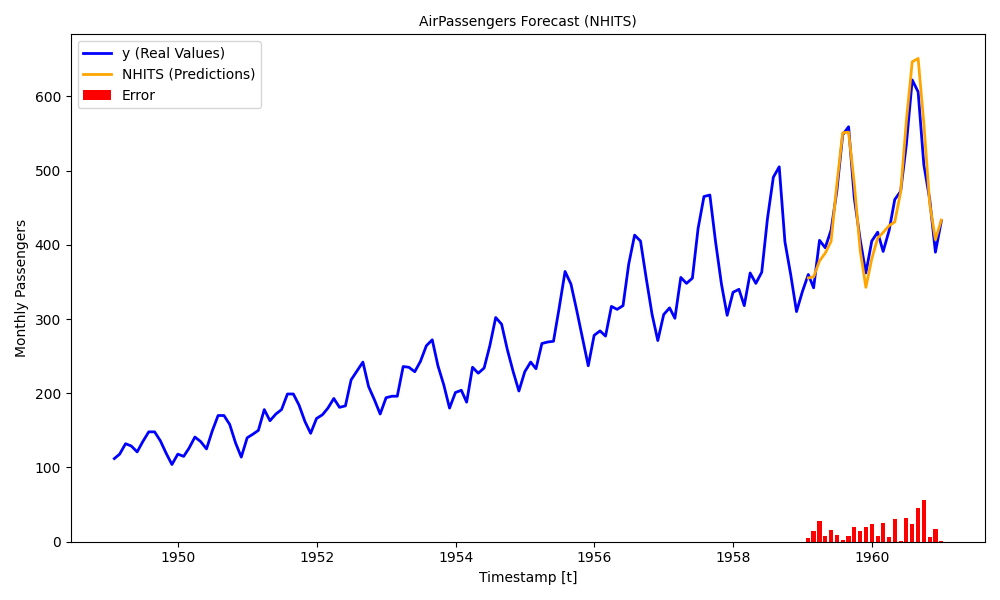 AirPassengers Forecast (NHITS)
y (Real Values)
NHITS (Predictions)
Error
Monthly Passengers
600
500
400
300
200
100
0
1950 1952 1954 1956 1958 1960
Timestamp [t]